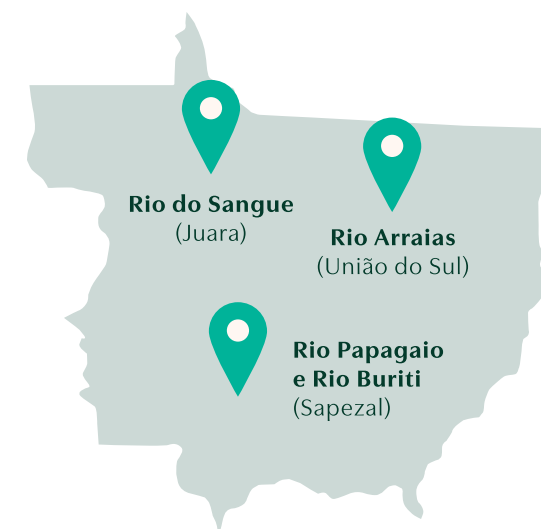 Rio do Sangue
(Juara)
Rio Arraias
(União do Sul)
Rio Papagaio
e Rio Buriti
(Sapezal)